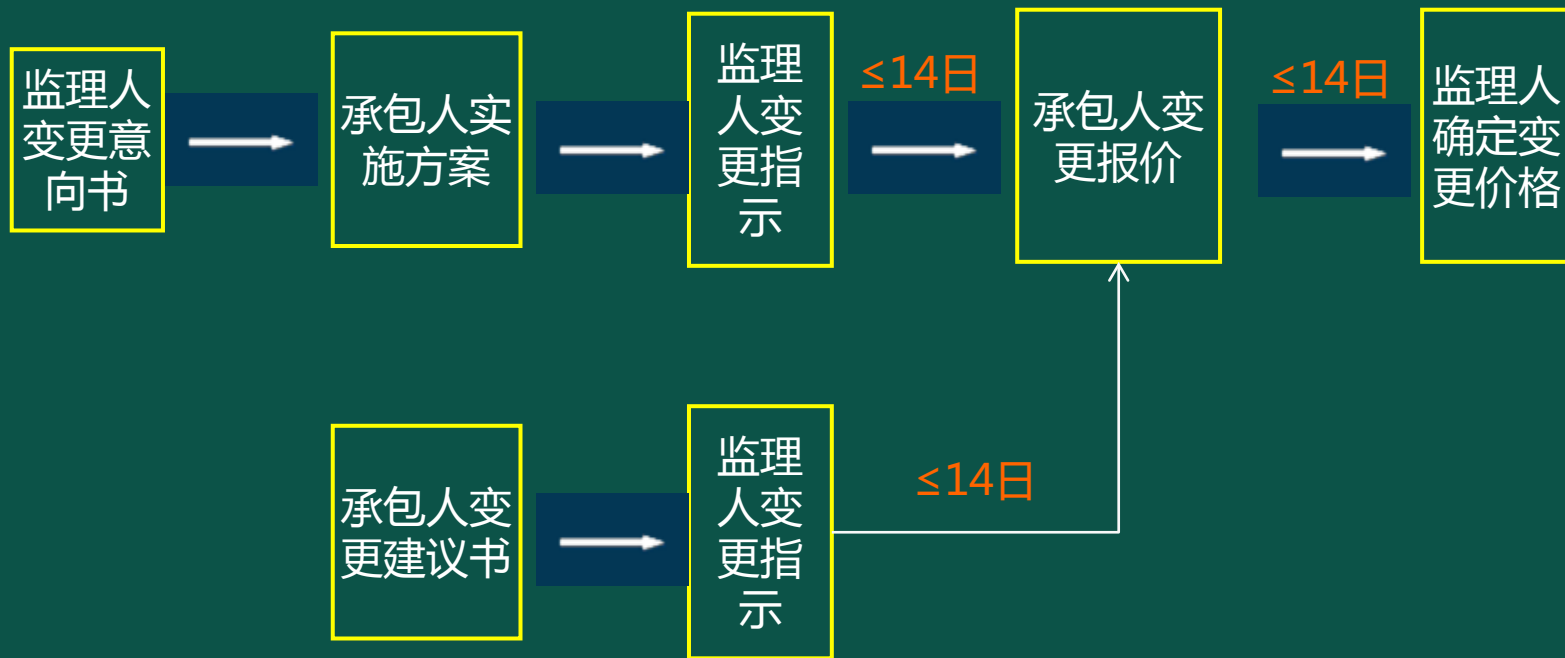 监理人
变更意
向书
承包人实
施方案
监理
人变
更指
示
≤14日
承包人变
更报价
≤14日
监理人
确定变
更价格
承包人变
更建议书
监理
人变
更指
示
≤14日